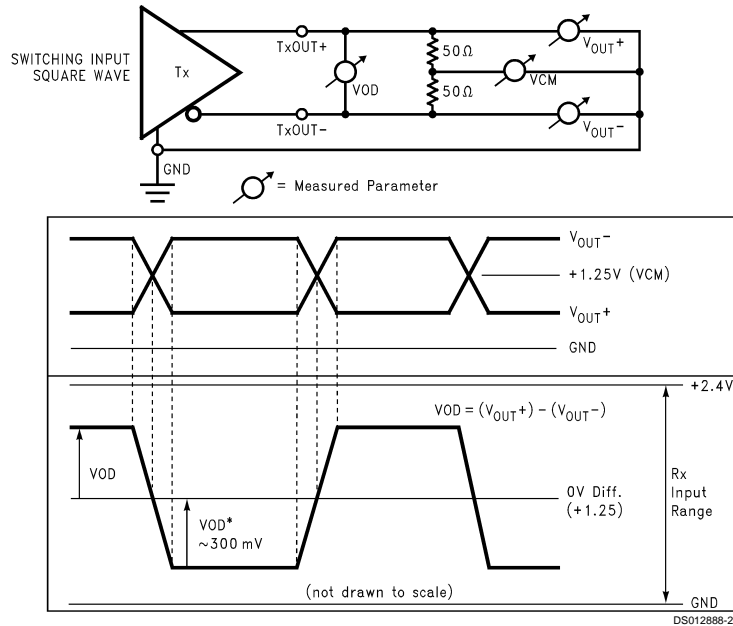 SWITCHING INPUT
SQUARE WAVE
Tx
TxOUT+
TxOUT-
VOD
50Ω
50Ω
VCM
VOUT+
VOUT-
GND
= Measured Parameter
VOUT-
+1.25V (VCM)
VOUT+
GND
+2.4V
VOD = (VOUT+) - (VOUT-)
VOD
VOD*
~300 mV
0V Diff.
(+1.25)
Rx
Input
Range
(not drawn to scale)
GND
DS012888-2